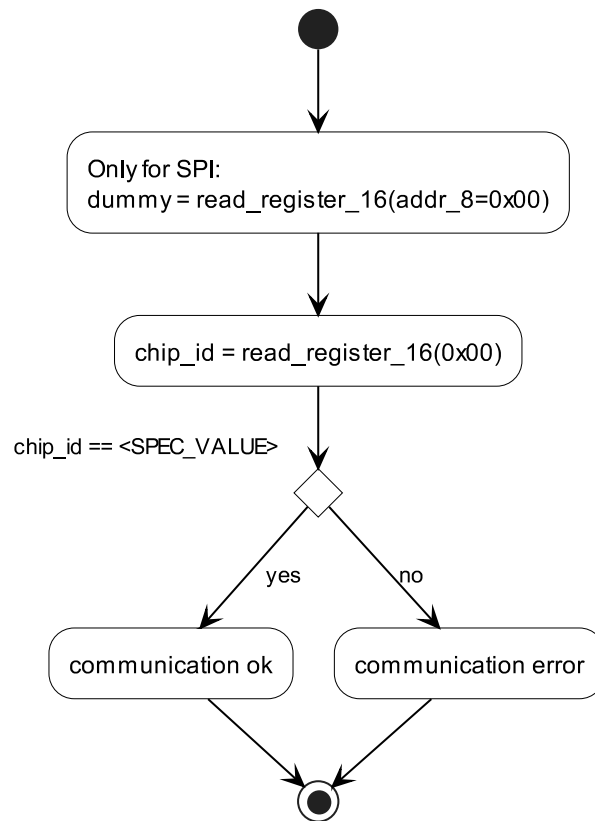 Only for SPI:
dummy = read_register_16(addr_8=0x00)
chip_id = read_register_16(0x00)
chip_id == <SPEC_VALUE>
yes
no
communication ok
communication error